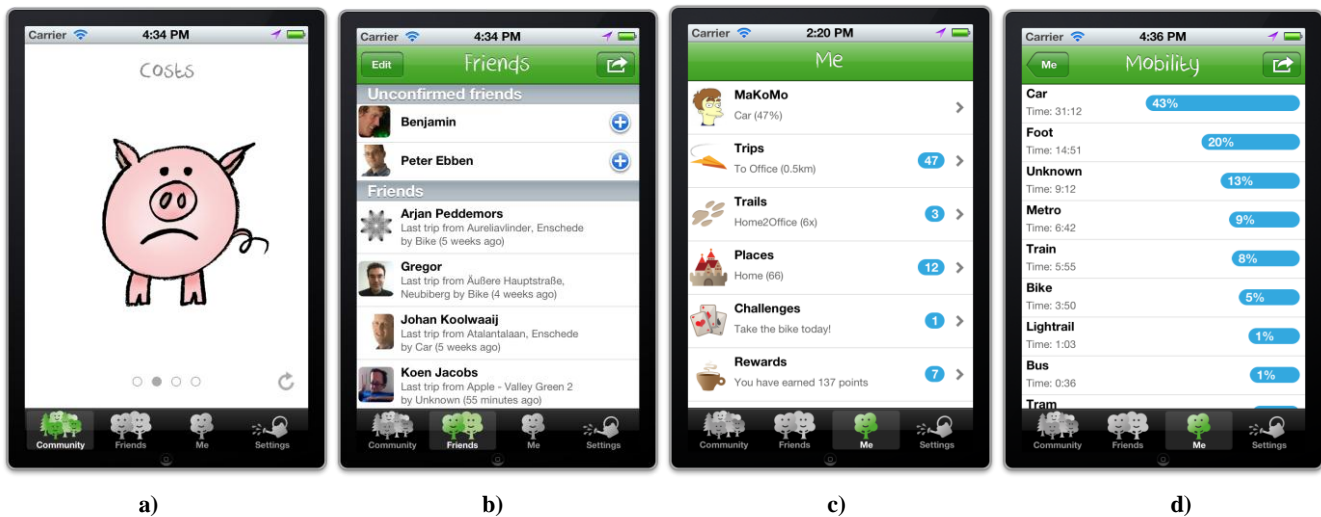 Carrier 4:34 PM
Costs
Community Friends Me Settings
a)
Carrier 4:34 PM
Edit Friends
Unconfirmed friends
Benjamin
Peter Ebben
Friends
Arjan Peddemors
Last trip from Aureliavlinder, Enschede
by Bike (5 weeks ago)
Gregor
Last trip from Äußere Hauptstraße,
Neubiberg by Bike (4 weeks ago)
Johan Koolwaaij
Last trip from Atalantalaan, Enschede
by Car (5 weeks ago)
Koen Jacobs
Last trip from Apple - Valley Green 2
by Unknown (55 minutes ago)
Community Friends Me Settings
b)
Carrier 2:20 PM
Me
MaKoMo
Car (47%)
Trips
To Office (0.5km) 47
Trails
Home2Office (6x) 3
Places
Home (66) 12
Challenges
Take the bike today! 1
Rewards
You have earned 137 points 7
Community Friends Me Settings
c)
Carrier 4:36 PM
Me Mobility
Car
Time: 31:12 43%
Foot
Time: 14:51 20%
Unknown
Time: 9:12 13%
Metro
Time: 6:42 9%
Train
Time: 5:55 8%
Bike
Time: 3:50 5%
Lightrail
Time: 1:03 1%
Bus
Time: 0:36 1%
Tram
Community Friends Me Settings
d)